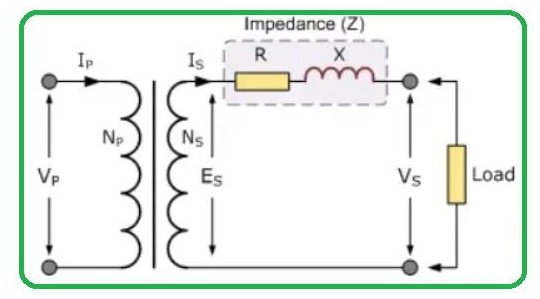 Impedance (Z)
R X
IP IS
NP NS
VP ES VS Load